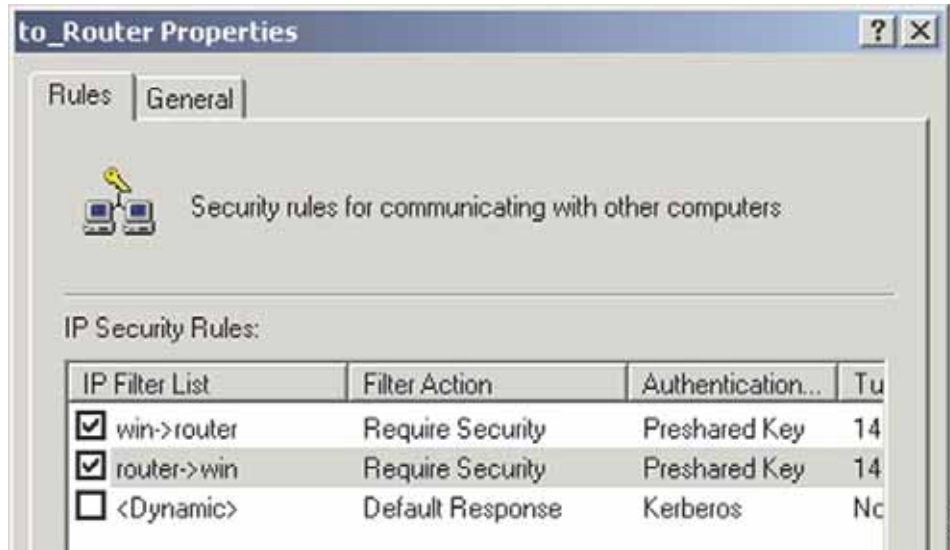 to_Router Properties
Rules General
Security rules for communicating with other computers
IP Security Rules:
IP Filter List Filter Action Authentication... Tu
win->router Require Security Preshared Key 14
router->win Require Security Preshared Key 14
<Dynamic> Default Response Kerberos No